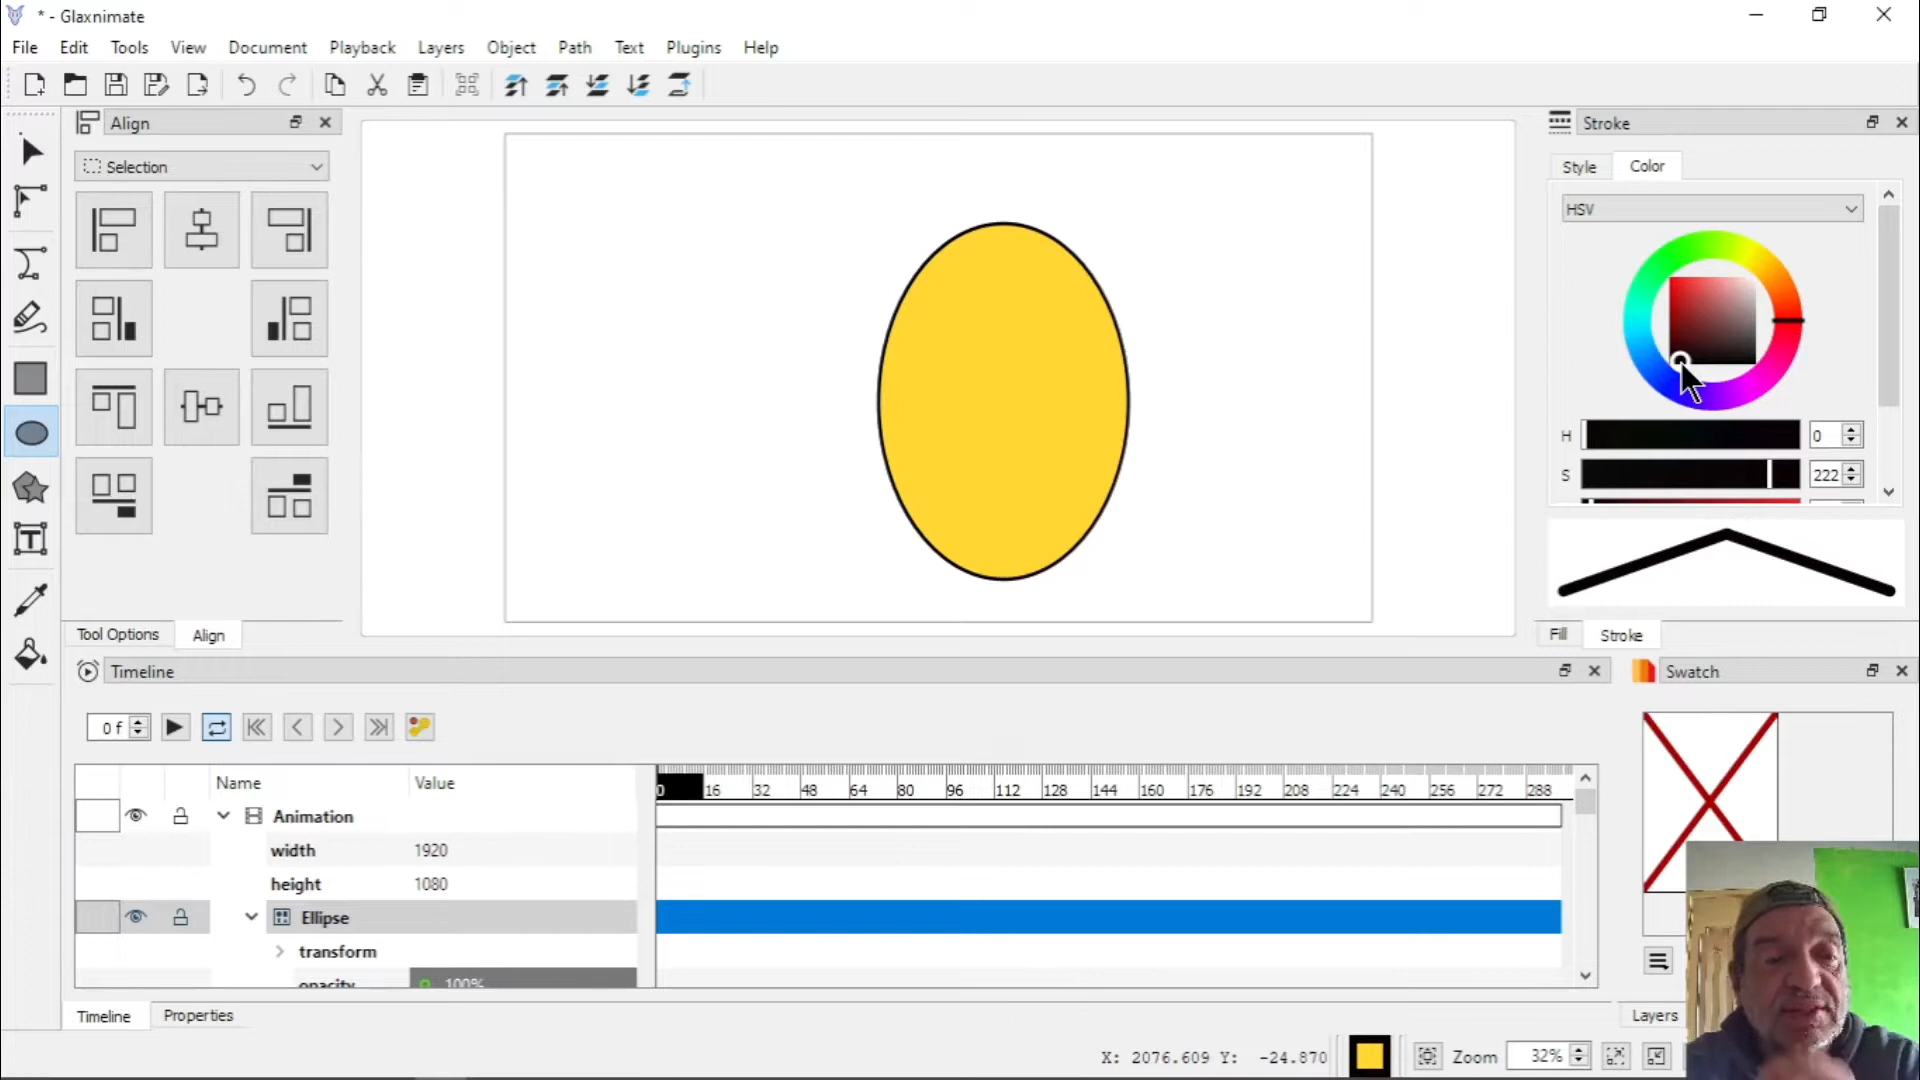 * - Glaxnimate
File Edit Tools View Document Playback Layers Object Path Text Plugins Help
Align
Stroke
Selection
Style Color
HSV
H 0
S 222
Tool Options Align
Fill Stroke
Timeline
Swatch
0 f
Name Value
0 16 32 48 64 80 96 112 128 144 160 176 192 208 224 240 256 272 288
Animation
width 1920
height 1080
Ellipse
transform
opacity 100%
Timeline Properties
Layers
X: 2076.609 Y: -24.870
Zoom 32%